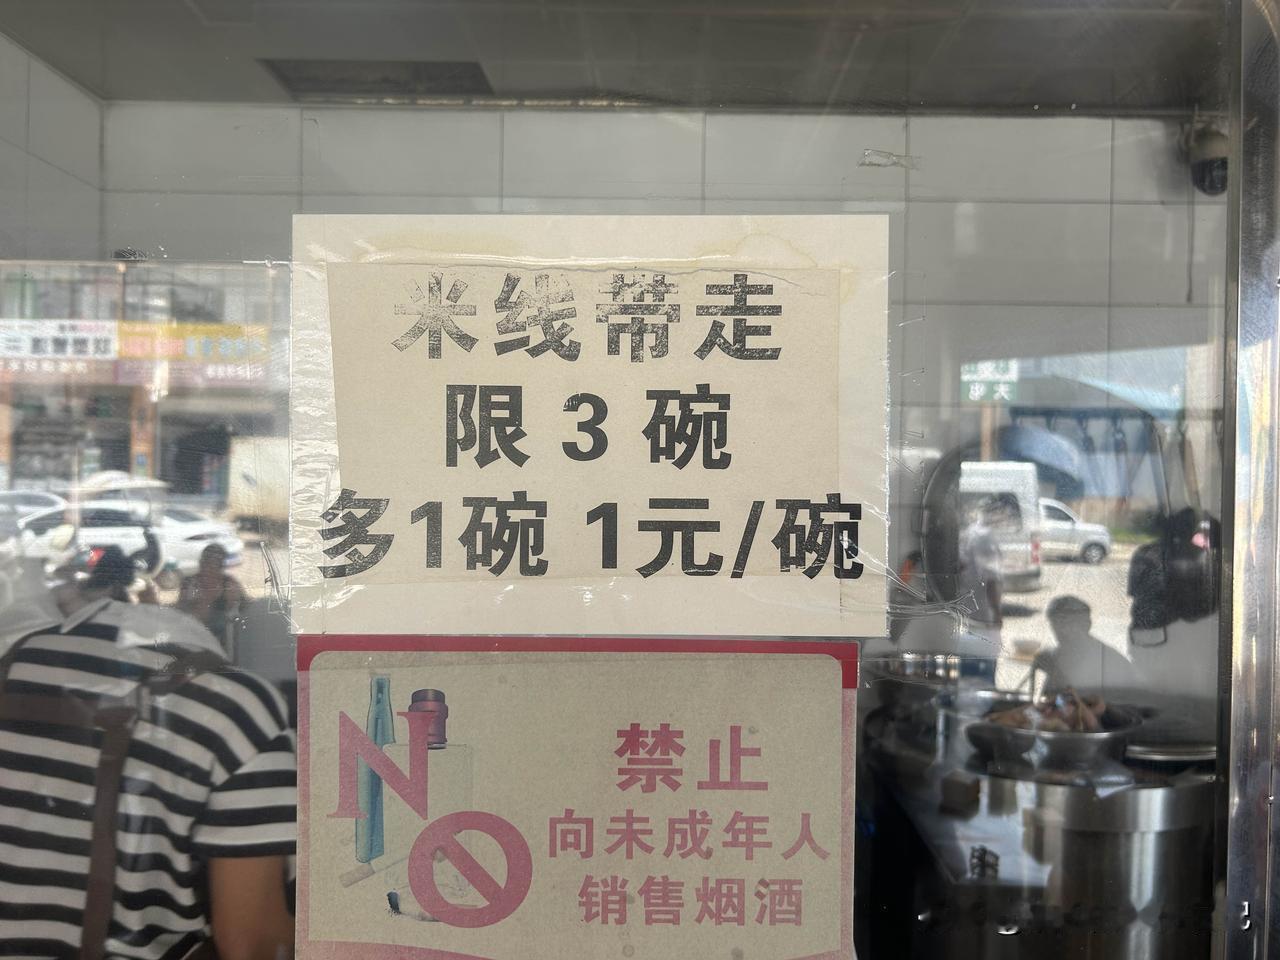 米线带走
限3碗
多1碗 1元/碗
NO
禁止
向未成年人
销售烟酒